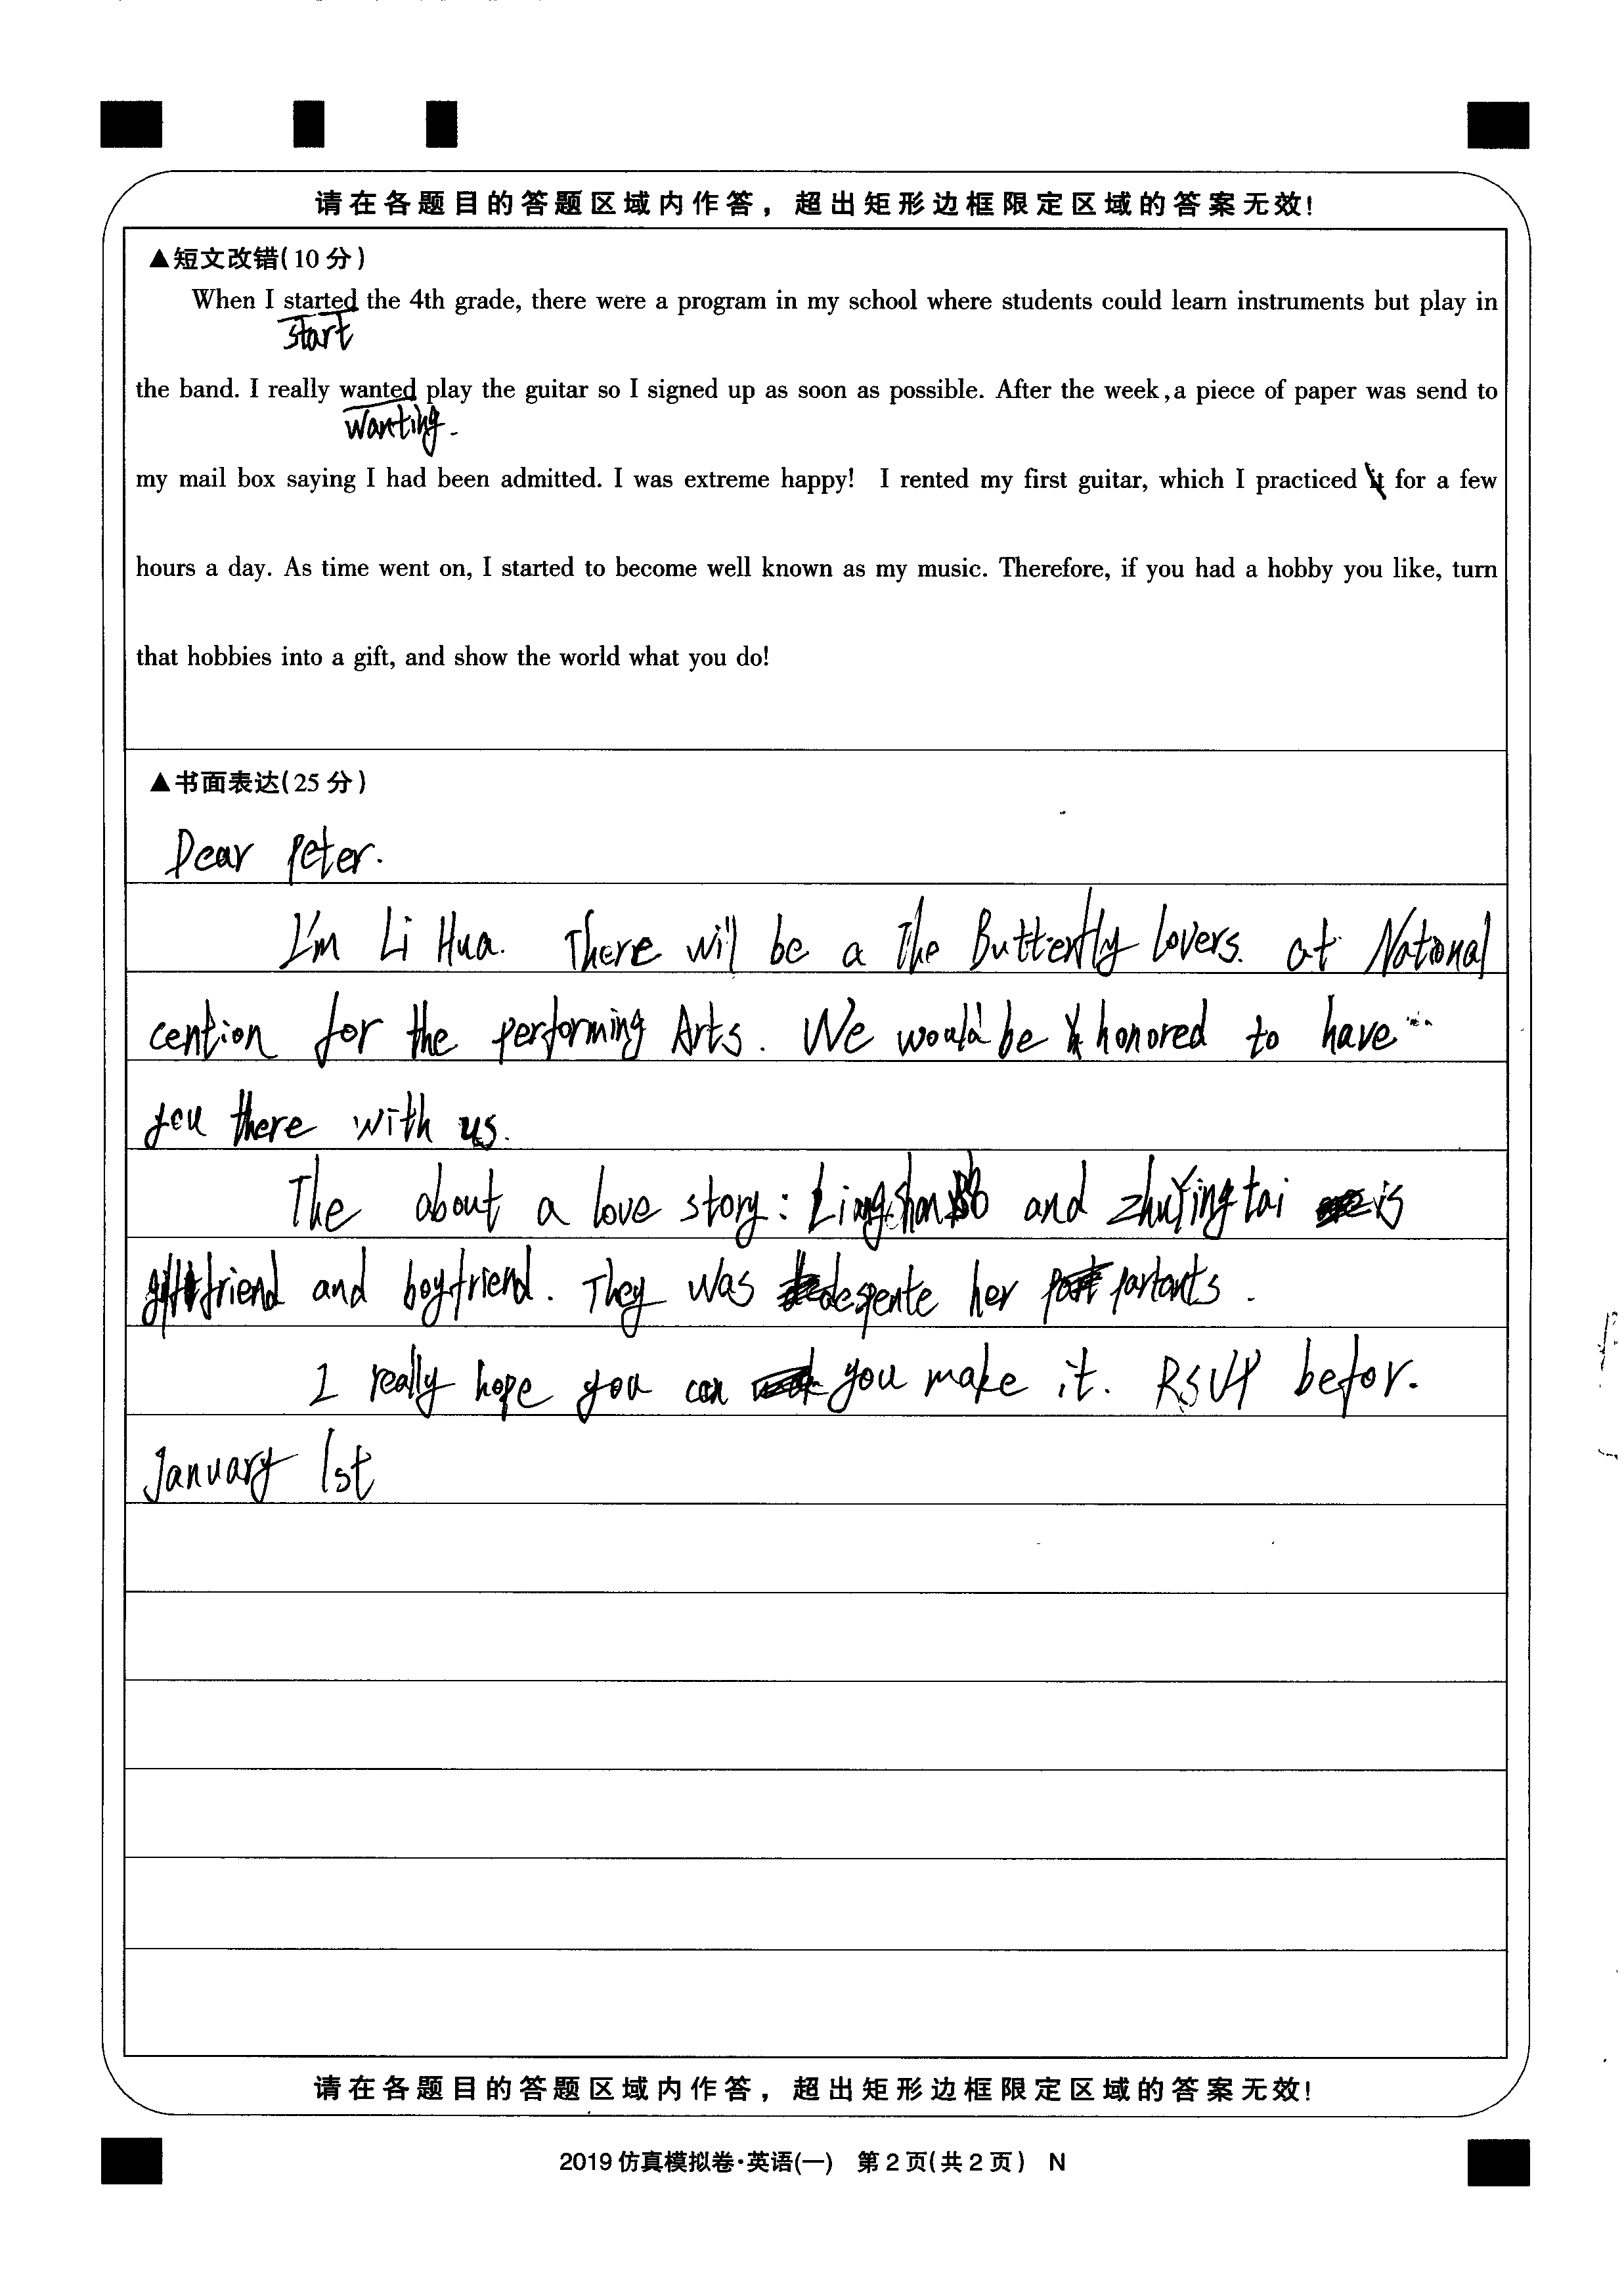 请在各题目的答题区域内作答，超出矩形边框限定区域的答案无效！
▲短文改错(10分)
When I started the 4th grade, there were a program in my school where students could learn instruments but play in
start
the band. I really wanted play the guitar so I signed up as soon as possible. After the week, a piece of paper was send to
wanting.
my mail box saying I had been admitted. I was extreme happy! I rented my first guitar, which I practiced it for a few
hours a day. As time went on, I started to become well known as my music. Therefore, if you had a hobby you like, turn
that hobbies into a gift, and show the world what you do!
▲书面表达(25分)
Dear Peter.
I'm Li Hua. There will be a The Butterfly Lovers. at National
cention for the performing Arts. We would be honored to have
you there with us.
The about a love story: and zhuYingtai is
friend and boyfriend. They was despente her partants.
I really hope you can you make it. RSVP befor.
January 1st
请在各题目的答题区域内作答，超出矩形边框限定区域的答案无效！
2019仿真模拟卷·英语(一) 第2页(共2页) N